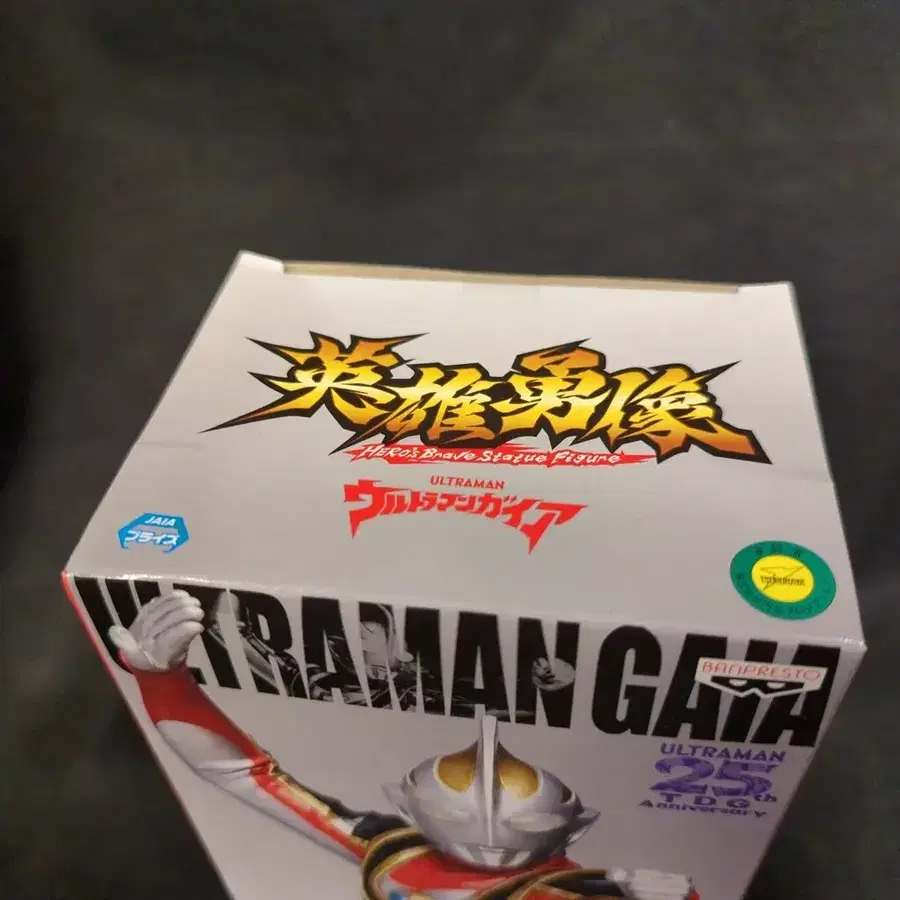 英雄勇像
HERO'S Brave Statue Figure
ULTRAMAN
ウルトラマンガイア
JAIA
プライズ
ULTRAMAN GAIA
BANPRESTO
ULTRAMAN
25th
TDG
Anniversary